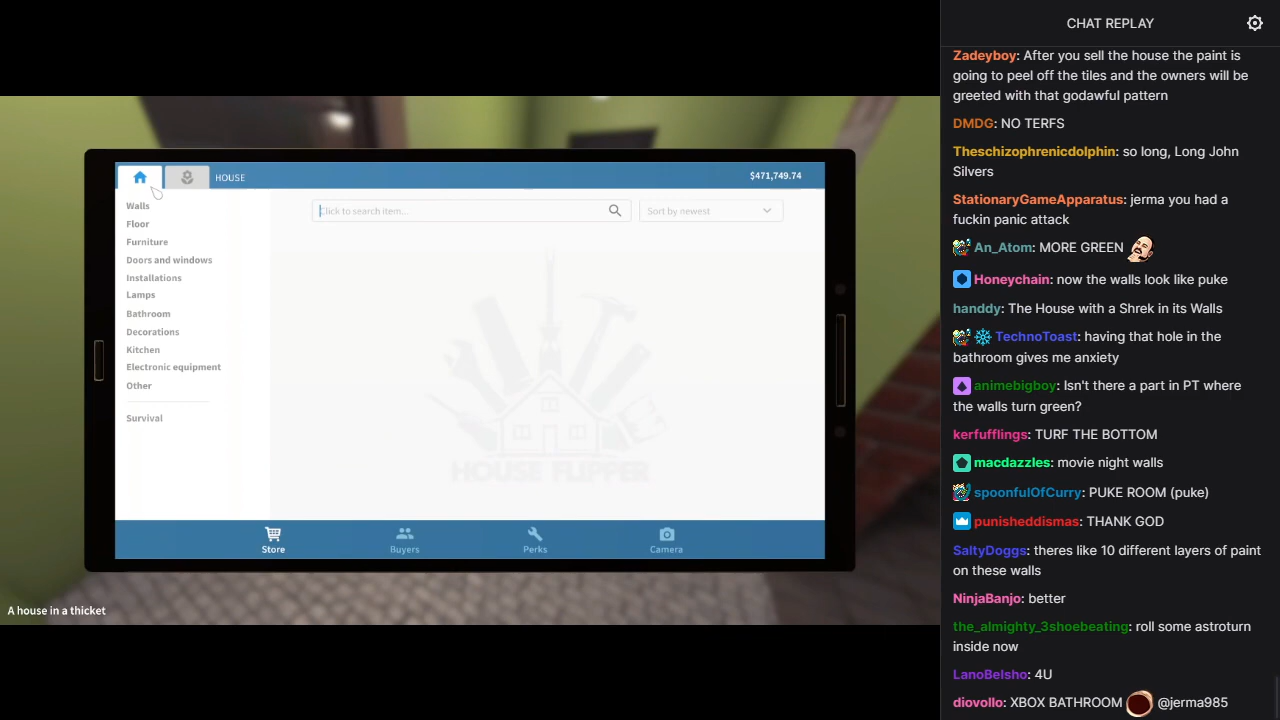 HOUSE
$471,749.74
Walls
Floor
Furniture
Doors and windows
Installations
Lamps
Bathroom
Decorations
Kitchen
Electronic equipment
Other
Survival
Click to search item...
Sort by newest
HOUSE FLIPPER
Store
Buyers
Perks
Camera
A house in a thicket
CHAT REPLAY
Zadeyboy: After you sell the house the paint is
going to peel off the tiles and the owners will be
greeted with that godawful pattern
DMDG: NO TERFS
Theschizophrenicdolphin: so long, Long John
Silvers
StationaryGameApparatus: jerma you had a
fuckin panic attack
An_Atom: MORE GREEN
Honeychain: now the walls look like puke
handdy: The House with a Shrek in its Walls
TechnoToast: having that hole in the
bathroom gives me anxiety
animebigboy: Isn't there a part in PT where
the walls turn green?
kerfufflings: TURF THE BOTTOM
macdazzles: movie night walls
spoonfulOfCurry: PUKE ROOM (puke)
punisheddismas: THANK GOD
SaltyDoggs: theres like 10 different layers of paint
on these walls
NinjaBanjo: better
the_almighty_3shoebeating: roll some astroturn
inside now
LanoBelsho: 4U
diovollo: XBOX BATHROOM @jerma985